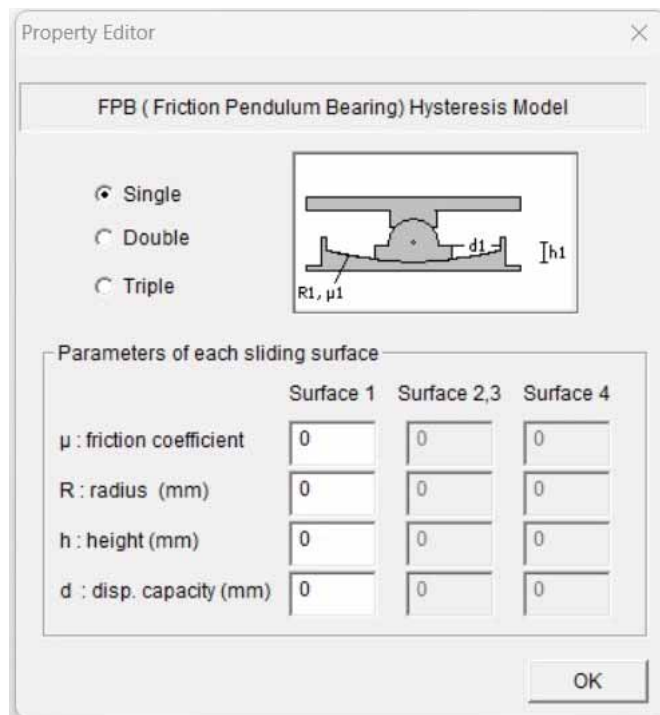 Property Editor
FPB ( Friction Pendulum Bearing) Hysteresis Model
Single
Double
Triple
d1
h1
R1, μ1
Parameters of each sliding surface
Surface 1 Surface 2,3 Surface 4
μ : friction coefficient 0 0 0
R : radius (mm) 0 0 0
h : height (mm) 0 0 0
d : disp. capacity (mm) 0 0 0
OK